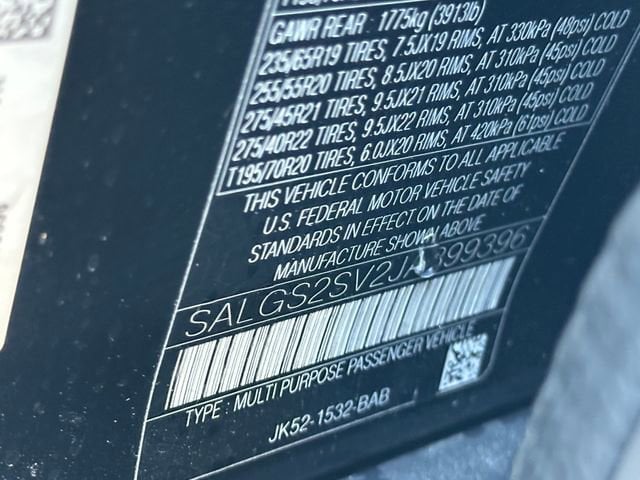 GAWR REAR : 1775kg (3913lb)
235/65R19 TIRES, 7.5JX19 RIMS, AT 330kPa (48psi) COLD
255/55R20 TIRES, 8.5JX20 RIMS, AT 310kPa (45psi) COLD
275/45R21 TIRES, 9.5JX21 RIMS, AT 310kPa (45psi) COLD
275/40R22 TIRES, 9.5JX22 RIMS, AT 310kPa (45psi) COLD
T195/70R20 TIRES, 6.0JX20 RIMS, AT 420kPa (61psi) COLD
THIS VEHICLE CONFORMS TO ALL APPLICABLE
U.S. FEDERAL MOTOR VEHICLE SAFETY
STANDARDS IN EFFECT ON THE DATE OF
MANUFACTURE SHOWN ABOVE
TYPE : MULTI PURPOSE PASSENGER VEHICLE
JK52-1532-BAB